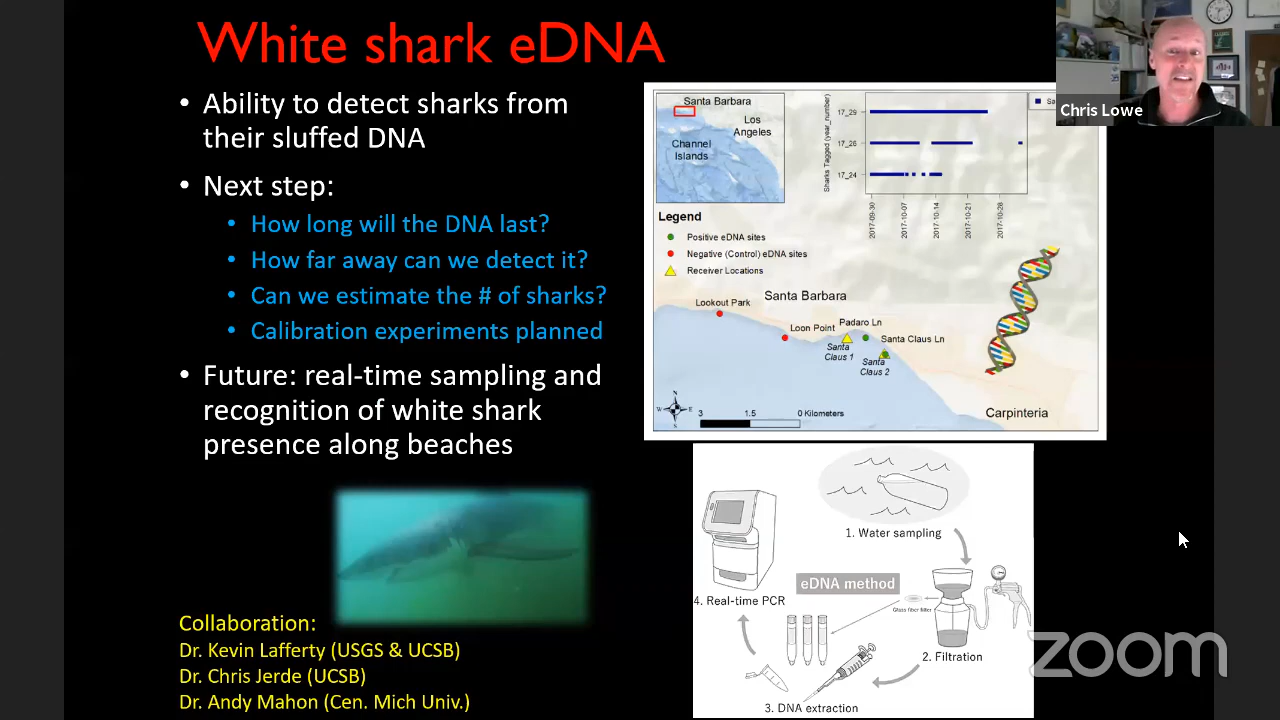 White shark eDNA
• Ability to detect sharks from
their sluffed DNA
• Next step:
• How long will the DNA last?
• How far away can we detect it?
• Can we estimate the # of sharks?
• Calibration experiments planned
• Future: real-time sampling and
recognition of white shark
presence along beaches
Collaboration:
Dr. Kevin Lafferty (USGS & UCSB)
Dr. Chris Jerde (UCSB)
Dr. Andy Mahon (Cen. Mich Univ.)
Santa Barbara
Los
Angeles
Channel
Islands
Sharks Tagged (year_number)
17_29
17_26
17_24
2017-09-30
2017-10-07
2017-10-14
2017-10-21
2017-10-28
Legend
Positive eDNA sites
Negative (Control) eDNA sites
Receiver Locations
Santa Barbara
Lookout Park
Loon Point
Padaro Ln
Santa Claus Ln
Santa
Claus 1
Santa
Claus 2
N
W E
S
3 1.5 0 Kilometers
Carpinteria
1. Water sampling
eDNA method
4. Real-time PCR
Glass fiber filter
2. Filtration
3. DNA extraction
Chris Lowe
zoom